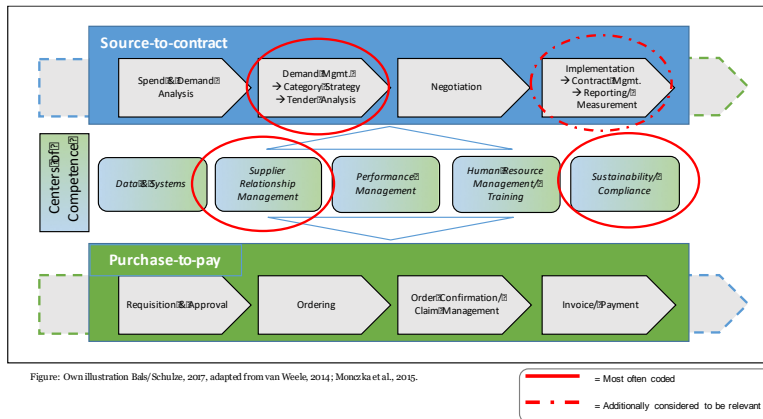 Source-to-contract
Spend & Demand
Analysis
Demand Mgmt.
→ Category Strategy
→ Tender Analysis
Negotiation
Implementation
→ Contract Mgmt.
→ Reporting/
Measurement
Centers of
Competence
Data & Systems
Supplier
Relationship
Management
Performance
Management
Human Resource
Management/
Training
Sustainability/
Compliance
Purchase-to-pay
Requisition & Approval
Ordering
Order Confirmation/
Claim Management
Invoice/ Payment
Figure: Own illustration Bals/Schulze, 2017, adapted from van Weele, 2014; Monczka et al., 2015.
= Most often coded
= Additionally considered to be relevant